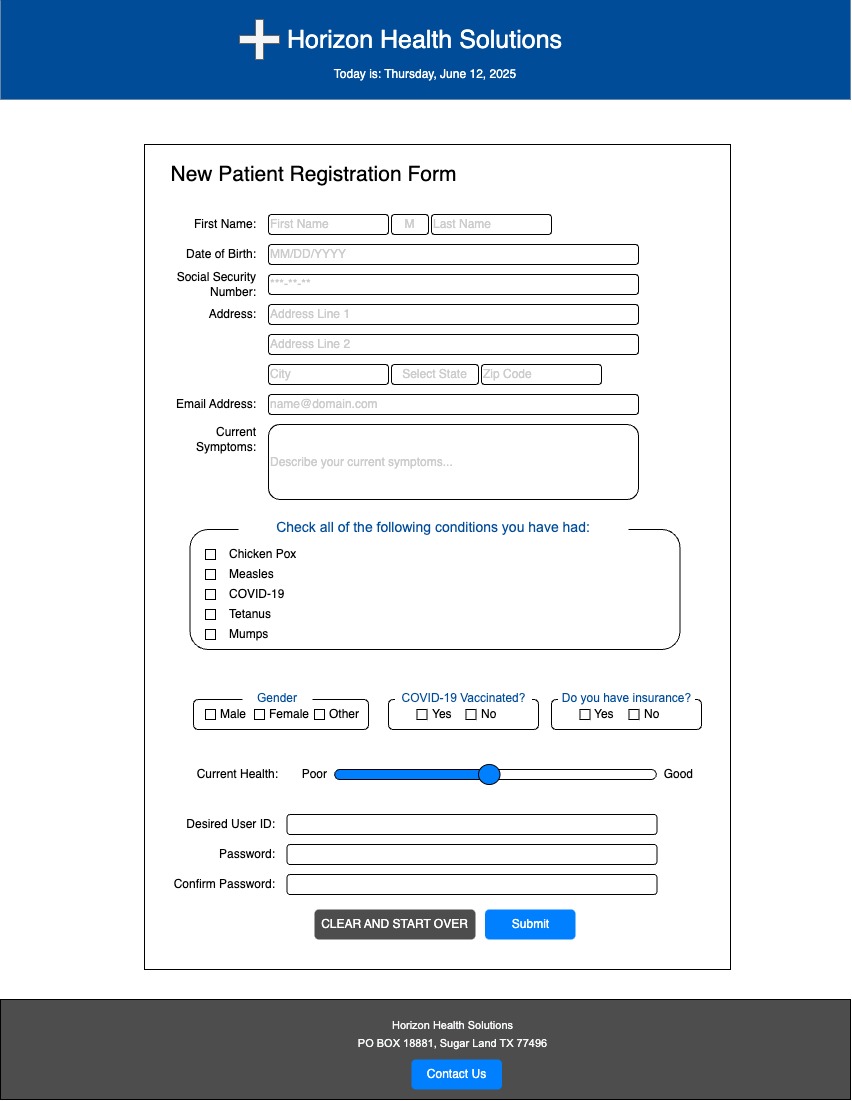 Horizon Health Solutions
Today is: Thursday, June 12, 2025
New Patient Registration Form
First Name: First Name M Last Name
Date of Birth: MM/DD/YYYY
Social Security
Number: ***-**-**
Address: Address Line 1
Address Line 2
City Select State Zip Code
Email Address: name@domain.com
Current
Symptoms:
Describe your current symptoms...
Check all of the following conditions you have had:
Chicken Pox
Measles
COVID-19
Tetanus
Mumps
Gender COVID-19 Vaccinated? Do you have insurance?
Male Female Other Yes No Yes No
Current Health: Poor Good
Desired User ID:
Password:
Confirm Password:
CLEAR AND START OVER Submit
Horizon Health Solutions
PO BOX 18881, Sugar Land TX 77496
Contact Us